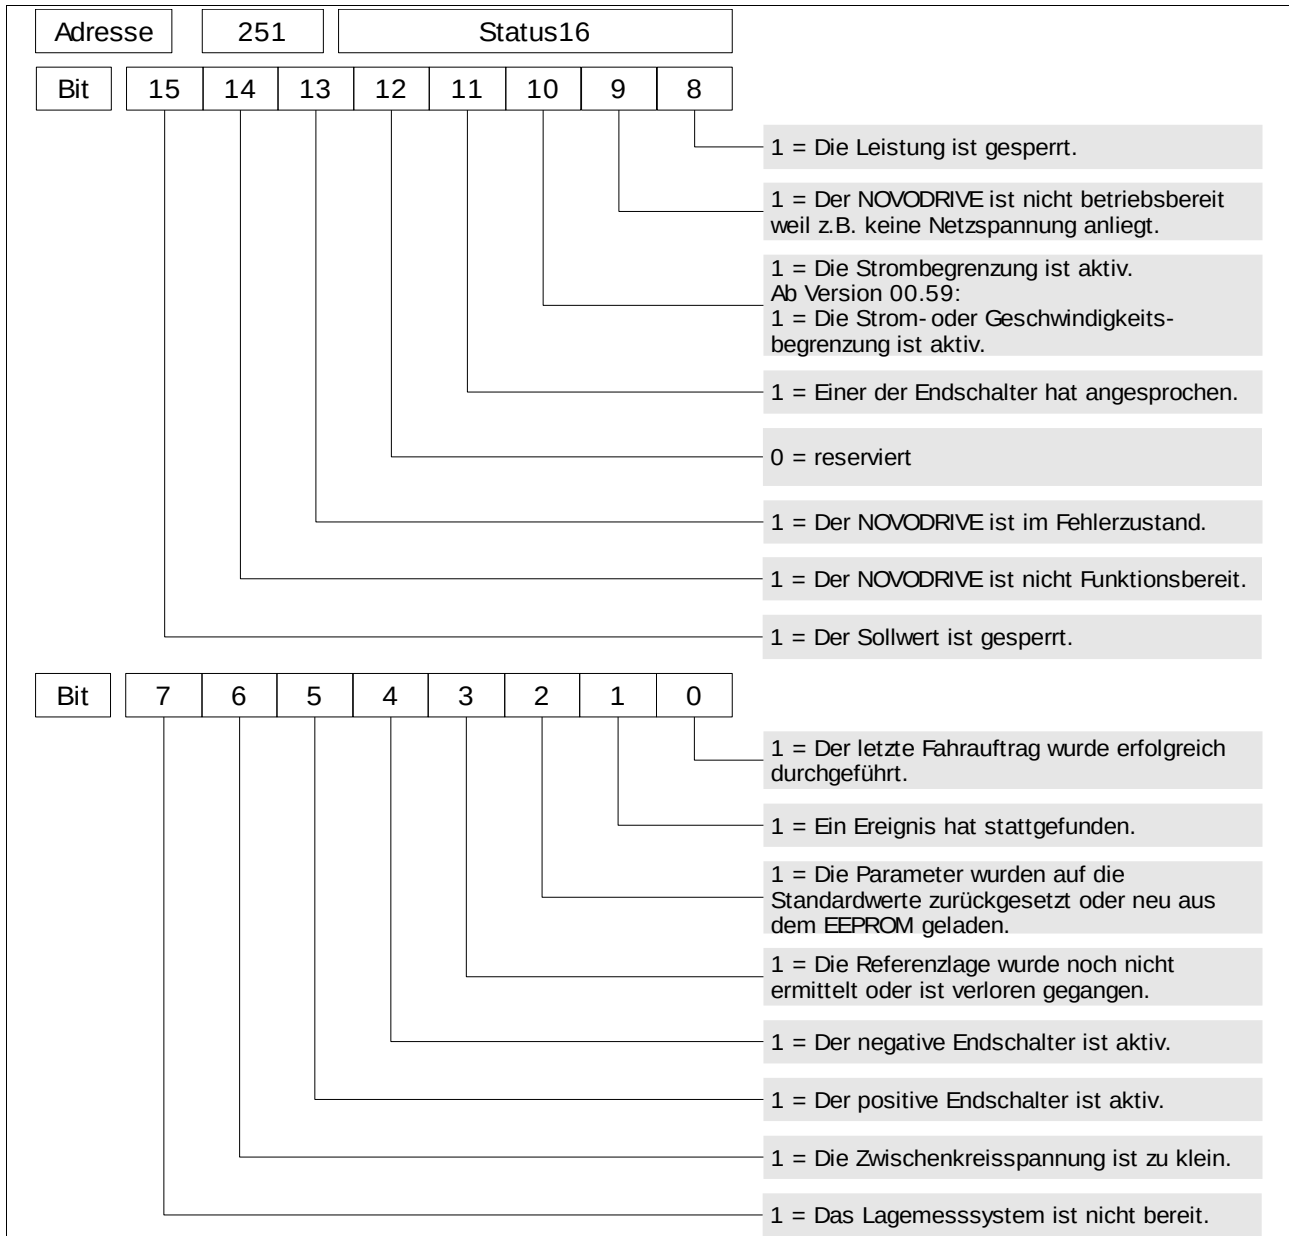 Adresse 251 Status16
Bit 15 14 13 12 11 10 9 8
1 = Die Leistung ist gesperrt.
1 = Der NOVODRIVE ist nicht betriebsbereit
weil z.B. keine Netzspannung anliegt.
1 = Die Strombegrenzung ist aktiv.
Ab Version 00.59:
1 = Die Strom- oder Geschwindigkeits-
begrenzung ist aktiv.
1 = Einer der Endschalter hat angesprochen.
0 = reserviert
1 = Der NOVODRIVE ist im Fehlerzustand.
1 = Der NOVODRIVE ist nicht Funktionsbereit.
1 = Der Sollwert ist gesperrt.
Bit 7 6 5 4 3 2 1 0
1 = Der letzte Fahrauftrag wurde erfolgreich
durchgeführt.
1 = Ein Ereignis hat stattgefunden.
1 = Die Parameter wurden auf die
Standardwerte zurückgesetzt oder neu aus
dem EEPROM geladen.
1 = Die Referenzlage wurde noch nicht
ermittelt oder ist verloren gegangen.
1 = Der negative Endschalter ist aktiv.
1 = Der positive Endschalter ist aktiv.
1 = Die Zwischenkreisspannung ist zu klein.
1 = Das Lagemesssystem ist nicht bereit.